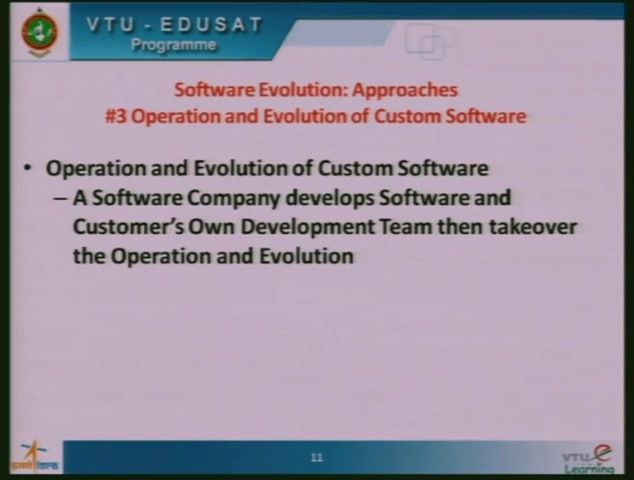 VTU - EDUSAT
Programme
Software Evolution: Approaches
#3 Operation and Evolution of Custom Software
• Operation and Evolution of Custom Software
– A Software Company develops Software and
Customer's Own Development Team then takeover
the Operation and Evolution
11
VTU e
Learning